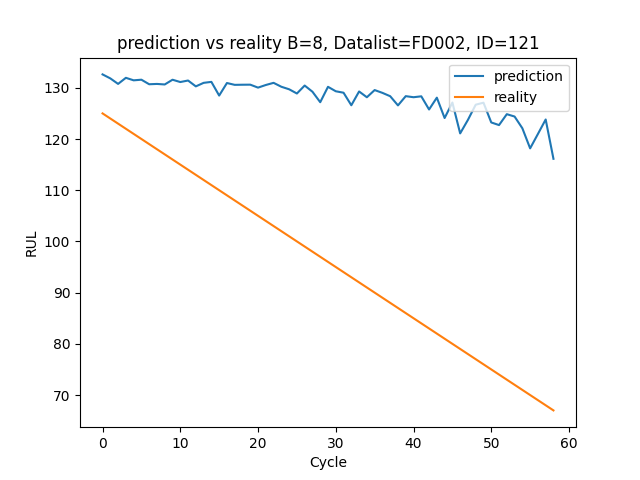 prediction vs reality B=8, Datalist=FD002, ID=121
prediction
reality
130
120
110
100
90
80
70
RUL
0 10 20 30 40 50 60
Cycle